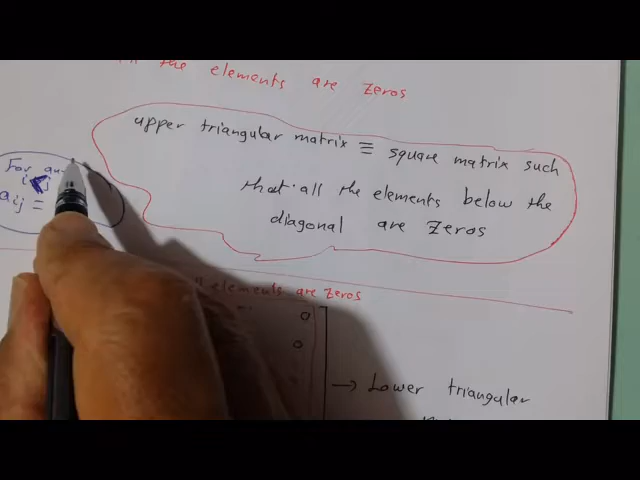 the elements are zeros
upper triangular matrix ≡ square matrix such
that all the elements below the
diagonal are zeros
For
i < j
aij =
elements are zeros
0
0
→ Lower triangular